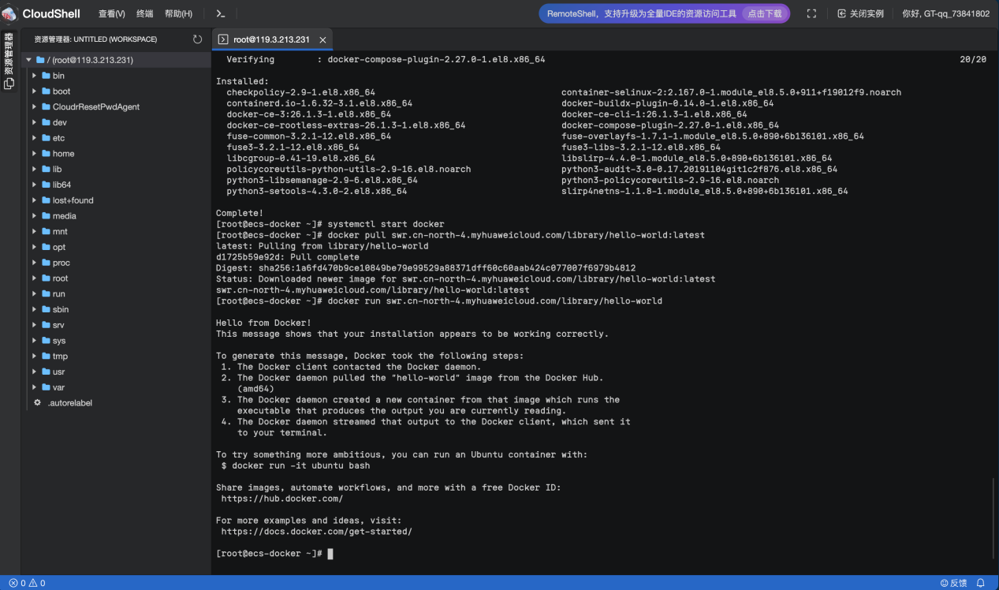 CloudShell 查看(V) 终端 帮助(H) RemoteShell，支持升级为全量IDE的资源访问工具 点击下载 关闭实例 你好, GT-qq_73841802
资源管理器
资源管理器: UNTITLED (WORKSPACE)
/ (root@119.3.213.231)
bin
boot
CloudrResetPwdAgent
dev
etc
home
lib
lib64
lost+found
media
mnt
opt
proc
root
run
sbin
srv
sys
tmp
usr
var
.autorelabel
root@119.3.213.231
Verifying : docker-compose-plugin-2.27.0-1.el8.x86_64 20/20
Installed:
checkpolicy-2.9-1.el8.x86_64 container-selinux-2:2.167.0-1.module_el8.5.0+911+f19012f9.noarch
containerd.io-1.6.32-3.1.el8.x86_64 docker-buildx-plugin-0.14.0-1.el8.x86_64
docker-ce-3:26.1.3-1.el8.x86_64 docker-ce-cli-1:26.1.3-1.el8.x86_64
docker-ce-rootless-extras-26.1.3-1.el8.x86_64 docker-compose-plugin-2.27.0-1.el8.x86_64
fuse-common-3.2.1-12.el8.x86_64 fuse-overlayfs-1.7.1-1.module_el8.5.0+890+6b136101.x86_64
fuse3-3.2.1-12.el8.x86_64 fuse3-libs-3.2.1-12.el8.x86_64
libcgroup-0.41-19.el8.x86_64 libslirp-4.4.0-1.module_el8.5.0+890+6b136101.x86_64
policycoreutils-python-utils-2.9-16.el8.noarch python3-audit-3.0-0.17.20191104git1c2f876.el8.x86_64
python3-libsemanage-2.9-6.el8.x86_64 python3-policycoreutils-2.9-16.el8.noarch
python3-setools-4.3.0-2.el8.x86_64 slirp4netns-1.1.8-1.module_el8.5.0+890+6b136101.x86_64
Complete!
[root@ecs-docker ~]# systemctl start docker
[root@ecs-docker ~]# docker pull swr.cn-north-4.myhuaweicloud.com/library/hello-world:latest
latest: Pulling from library/hello-world
d1725b59e92d: Pull complete
Digest: sha256:1a6fd470b9ce10849be79e99529a88371dff60c60aab424c077007f6979b4812
Status: Downloaded newer image for swr.cn-north-4.myhuaweicloud.com/library/hello-world:latest
swr.cn-north-4.myhuaweicloud.com/library/hello-world:latest
[root@ecs-docker ~]# docker run swr.cn-north-4.myhuaweicloud.com/library/hello-world
Hello from Docker!
This message shows that your installation appears to be working correctly.
To generate this message, Docker took the following steps:
1. The Docker client contacted the Docker daemon.
2. The Docker daemon pulled the "hello-world" image from the Docker Hub.
(amd64)
3. The Docker daemon created a new container from that image which runs the
executable that produces the output you are currently reading.
4. The Docker daemon streamed that output to the Docker client, which sent it
to your terminal.
To try something more ambitious, you can run an Ubuntu container with:
$ docker run -it ubuntu bash
Share images, automate workflows, and more with a free Docker ID:
https://hub.docker.com/
For more examples and ideas, visit:
https://docs.docker.com/get-started/
[root@ecs-docker ~]#
0 0 反馈